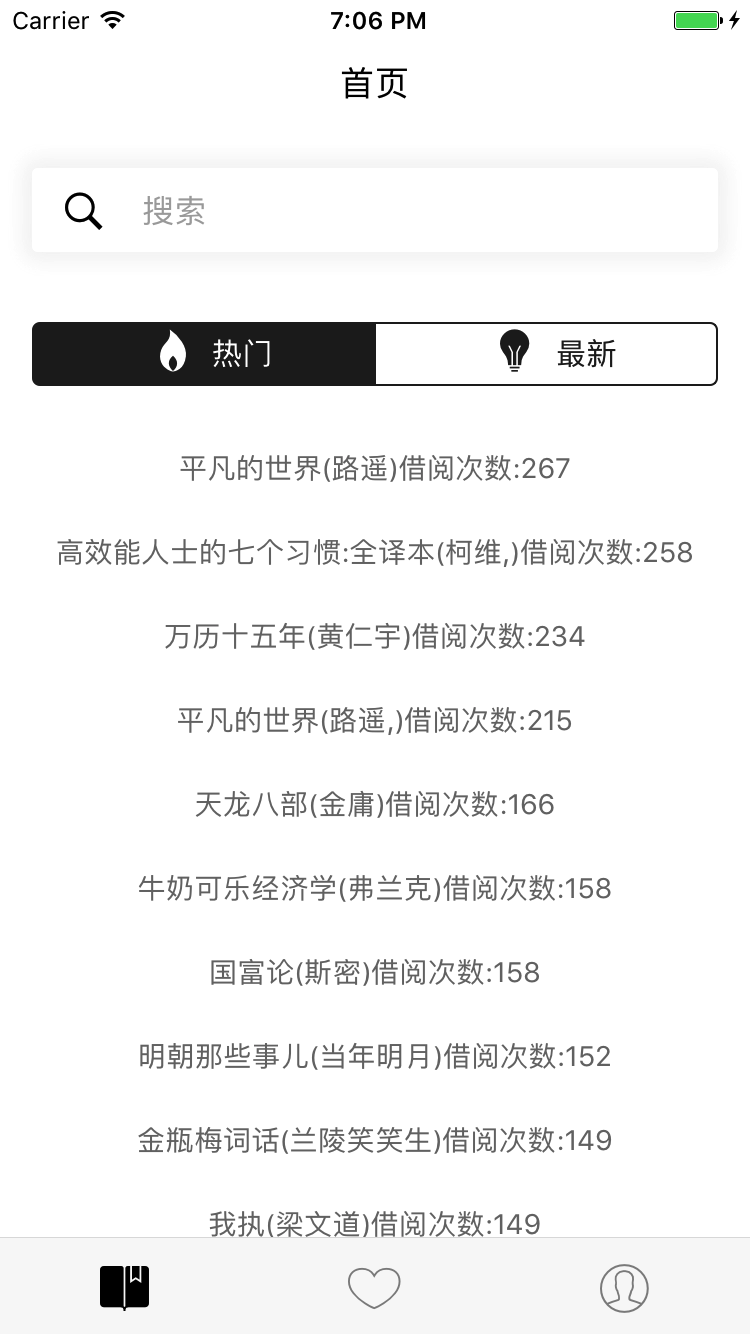 Carrier 7:06 PM
首页
搜索
热门 最新
平凡的世界(路遥)借阅次数:267
高效能人士的七个习惯:全译本(柯维,)借阅次数:258
万历十五年(黄仁宇)借阅次数:234
平凡的世界(路遥,)借阅次数:215
天龙八部(金庸)借阅次数:166
牛奶可乐经济学(弗兰克)借阅次数:158
国富论(斯密)借阅次数:158
明朝那些事儿(当年明月)借阅次数:152
金瓶梅词话(兰陵笑笑生)借阅次数:149
我执(梁文道)借阅次数:149